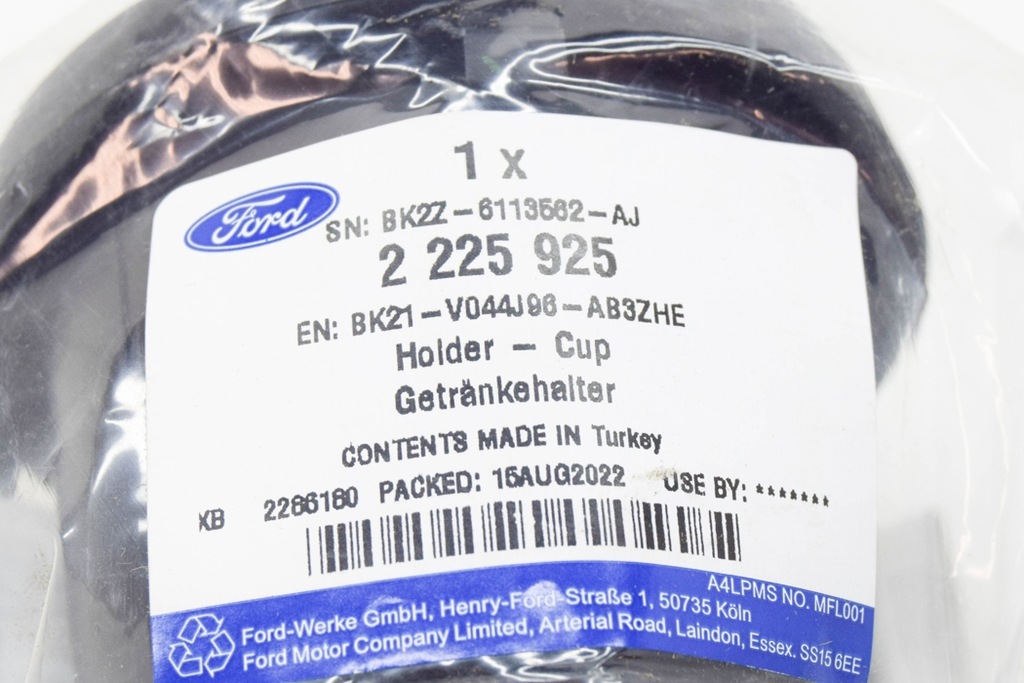 1 x
Ford
SN: BK2Z-6113562-AJ
2 225 925
EN: BK21-V044J96-AB3ZHE
Holder - Cup
Getränkehalter
CONTENTS MADE IN Turkey
XB 2286180 PACKED: 15AUG2022 USE BY: *******
A4LPMS NO. MFL001
Ford-Werke GmbH, Henry-Ford-Straße 1, 50735 Köln
Ford Motor Company Limited, Arterial Road, Laindon, Essex. SS15 6EE